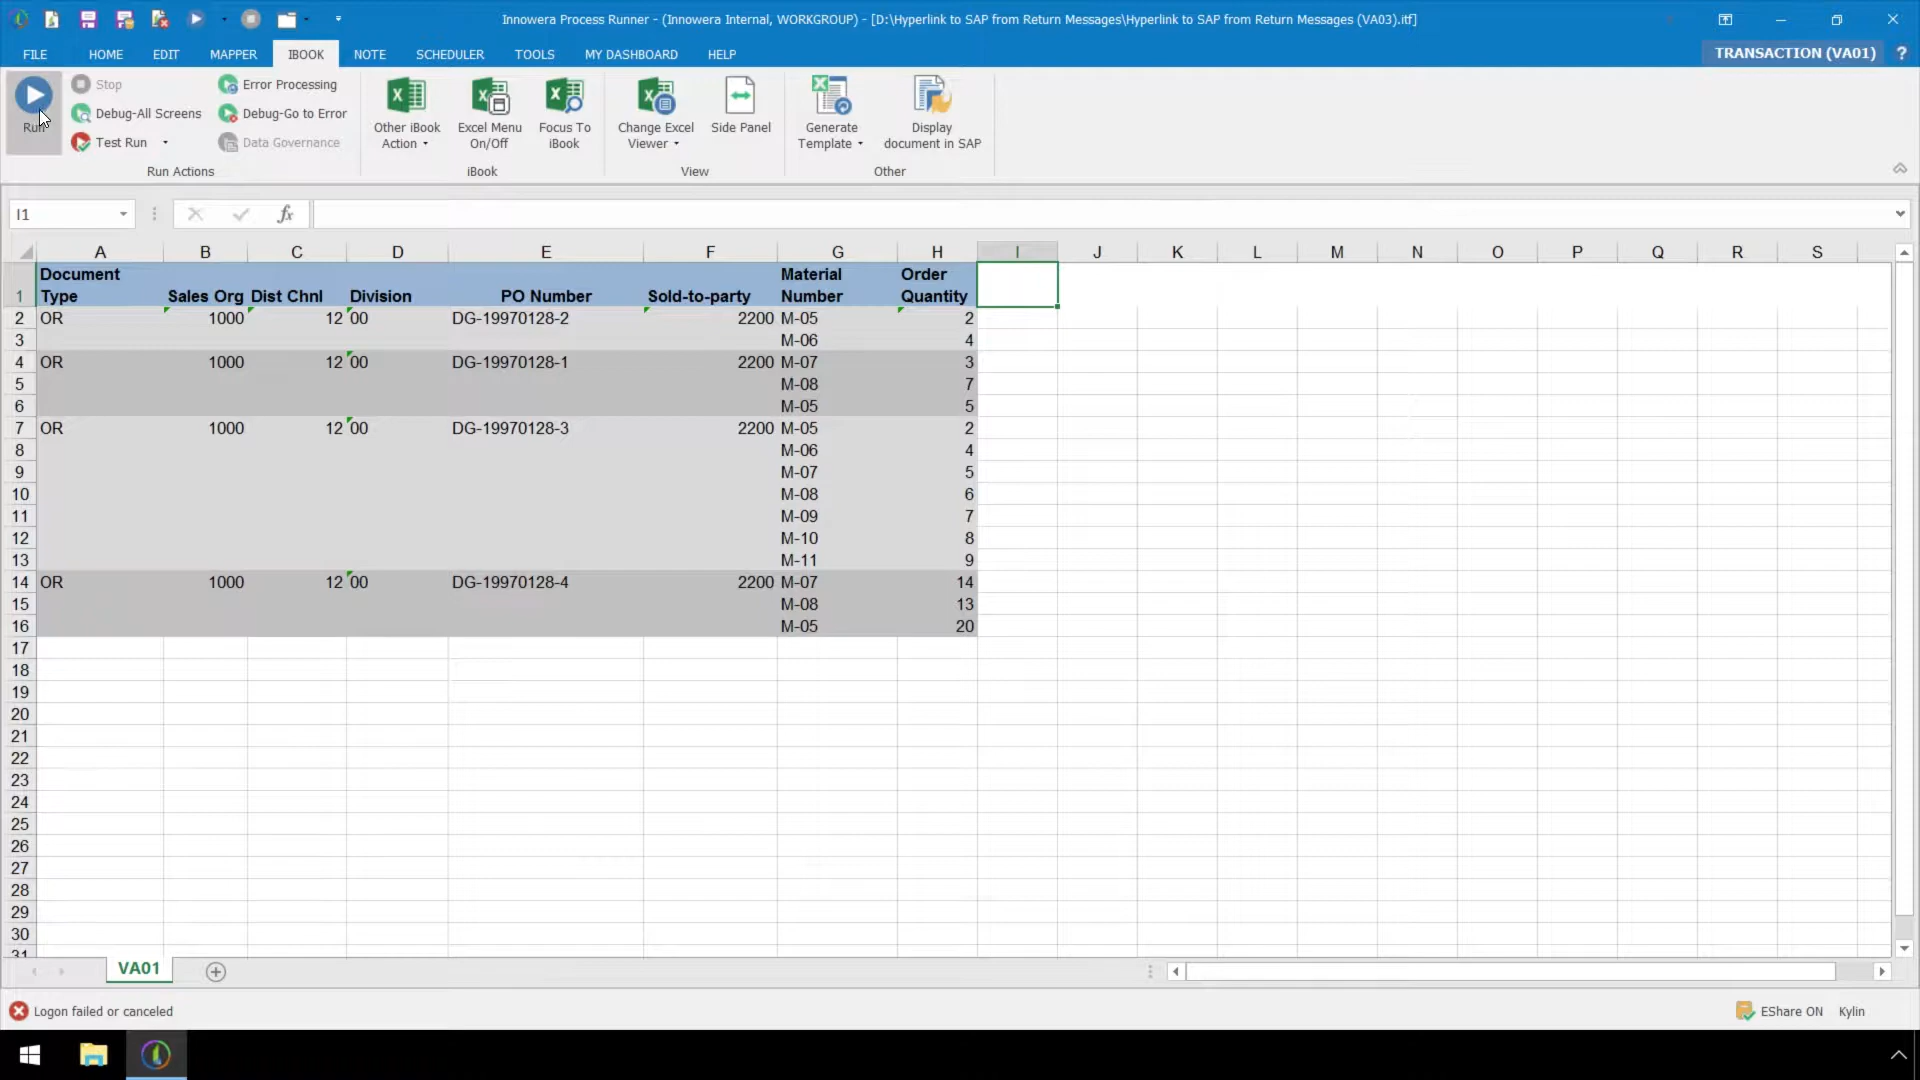 Innowera Process Runner - (Innowera Internal, WORKGROUP) - [D:\Hyperlink to SAP from Return Messages\Hyperlink to SAP from Return Messages (VA03).itf]
FILE HOME EDIT MAPPER IBOOK NOTE SCHEDULER TOOLS MY DASHBOARD HELP TRANSACTION (VA01) ?
Run
Stop
Debug-All Screens
Test Run
Error Processing
Debug-Go to Error
Data Governance
Run Actions
Other iBook
Action
Excel Menu
On/Off
Focus To
iBook
iBook
Change Excel
Viewer
Side Panel
View
Generate
Template
Display
document in SAP
Other
I1 fx
A B C D E F G H I J K L M N O P Q R S
1 Document Type Sales Org Dist Chnl Division PO Number Sold-to-party Material Number Order Quantity
2 OR 1000 12 00 DG-19970128-2 2200 M-05 2
3 M-06 4
4 OR 1000 12 00 DG-19970128-1 2200 M-07 3
5 M-08 7
6 M-05 5
7 OR 1000 12 00 DG-19970128-3 2200 M-05 2
8 M-06 4
9 M-07 5
10 M-08 6
11 M-09 7
12 M-10 8
13 M-11 9
14 OR 1000 12 00 DG-19970128-4 2200 M-07 14
15 M-08 13
16 M-05 20
17
18
19
20
21
22
23
24
25
26
27
28
29
30
31
VA01
Logon failed or canceled EShare ON Kylin